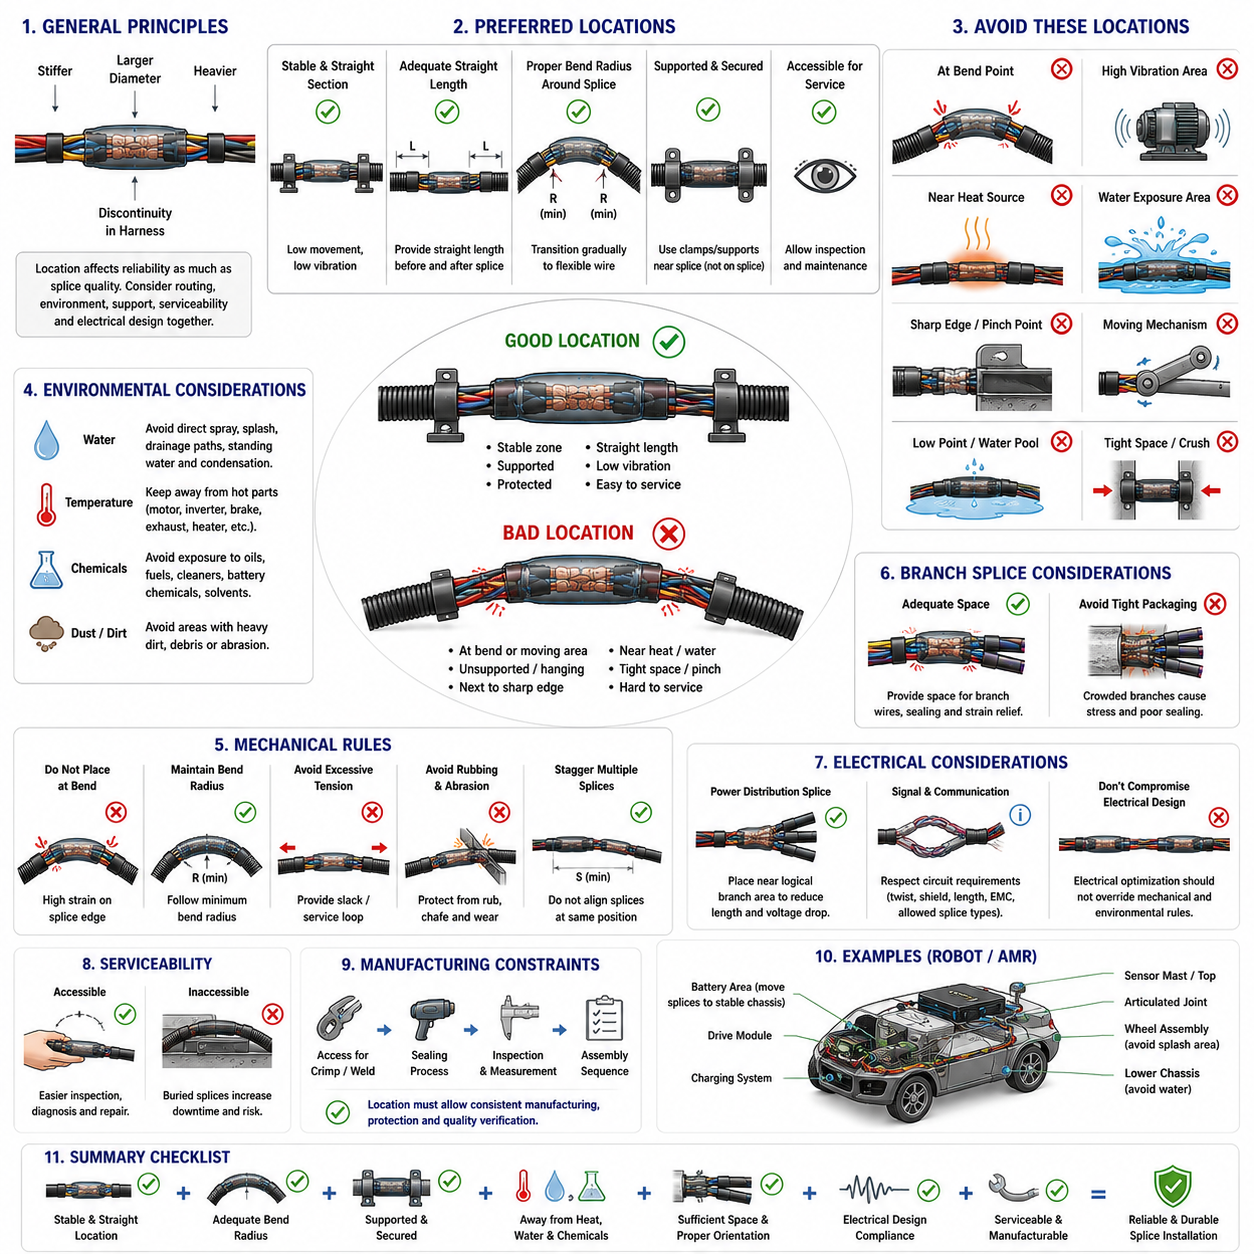 1. GENERAL PRINCIPLES
Stiffer
Larger
Diameter
Heavier
Discontinuity
in Harness
Location affects reliability as much as
splice quality. Consider routing,
environment, support, serviceability
and electrical design together.
2. PREFERRED LOCATIONS
Stable & Straight
Section
Low movement,
low vibration
Adequate Straight
Length
L
L
Provide straight length
before and after splice
Proper Bend Radius
Around Splice
R
(min)
R
(min)
Transition gradually
to flexible wire
Supported & Secured
Use clamps/supports
near splice (not on splice)
Accessible for
Service
Allow inspection
and maintenance
3. AVOID THESE LOCATIONS
At Bend Point
High Vibration Area
Near Heat Source
Water Exposure Area
Sharp Edge / Pinch Point
Moving Mechanism
Low Point / Water Pool
Tight Space / Crush
GOOD LOCATION
• Stable zone
• Supported
• Protected
• Straight length
• Low vibration
• Easy to service
BAD LOCATION
• At bend or moving area
• Unsupported / hanging
• Next to sharp edge
• Near heat / water
• Tight space / pinch
• Hard to service
4. ENVIRONMENTAL CONSIDERATIONS
Water
Avoid direct spray, splash,
drainage paths, standing
water and condensation.
Temperature
Keep away from hot parts
(motor, inverter, brake,
exhaust, heater, etc.).
Chemicals
Avoid exposure to oils,
fuels, cleaners, battery
chemicals, solvents.
Dust / Dirt
Avoid areas with heavy
dirt, debris or abrasion.
5. MECHANICAL RULES
Do Not Place
at Bend
High strain on
splice edge
Maintain Bend
Radius
R (min)
Follow minimum
bend radius
Avoid Excessive
Tension
Provide slack /
service loop
Avoid Rubbing
& Abrasion
Protect from rub,
chafe and wear
Stagger Multiple
Splices
S (min)
Do not align splices
at same position
6. BRANCH SPLICE CONSIDERATIONS
Adequate Space
Provide space for branch
wires, sealing and strain relief.
Avoid Tight Packaging
Crowded branches cause
stress and poor sealing.
7. ELECTRICAL CONSIDERATIONS
Power Distribution Splice
Place near logical
branch area to reduce
length and voltage drop.
Signal & Communication
i
Respect circuit requirements
(twist, shield, length, EMC,
allowed splice types).
Don't Compromise
Electrical Design
Electrical optimization should
not override mechanical and
environmental rules.
8. SERVICEABILITY
Accessible
Easier inspection,
diagnosis and repair.
Inaccessible
Buried splices increase
downtime and risk.
9. MANUFACTURING CONSTRAINTS
Access for
Crimp / Weld
Sealing
Process
Inspection
& Measurement
Assembly
Sequence
Location must allow consistent manufacturing,
protection and quality verification.
10. EXAMPLES (ROBOT / AMR)
Battery Area (move
splices to stable chassis)
Drive Module
Charging System
Sensor Mast / Top
Articulated Joint
Wheel Assembly
(avoid splash area)
Lower Chassis
(avoid water)
11. SUMMARY CHECKLIST
Stable & Straight
Location
+
Adequate Bend
Radius
+
Supported &
Secured
+
Away from Heat,
Water & Chemicals
+
Sufficient Space &
Proper Orientation
+
Electrical Design
Compliance
+
Serviceable &
Manufacturable
=
Reliable & Durable
Splice Installation